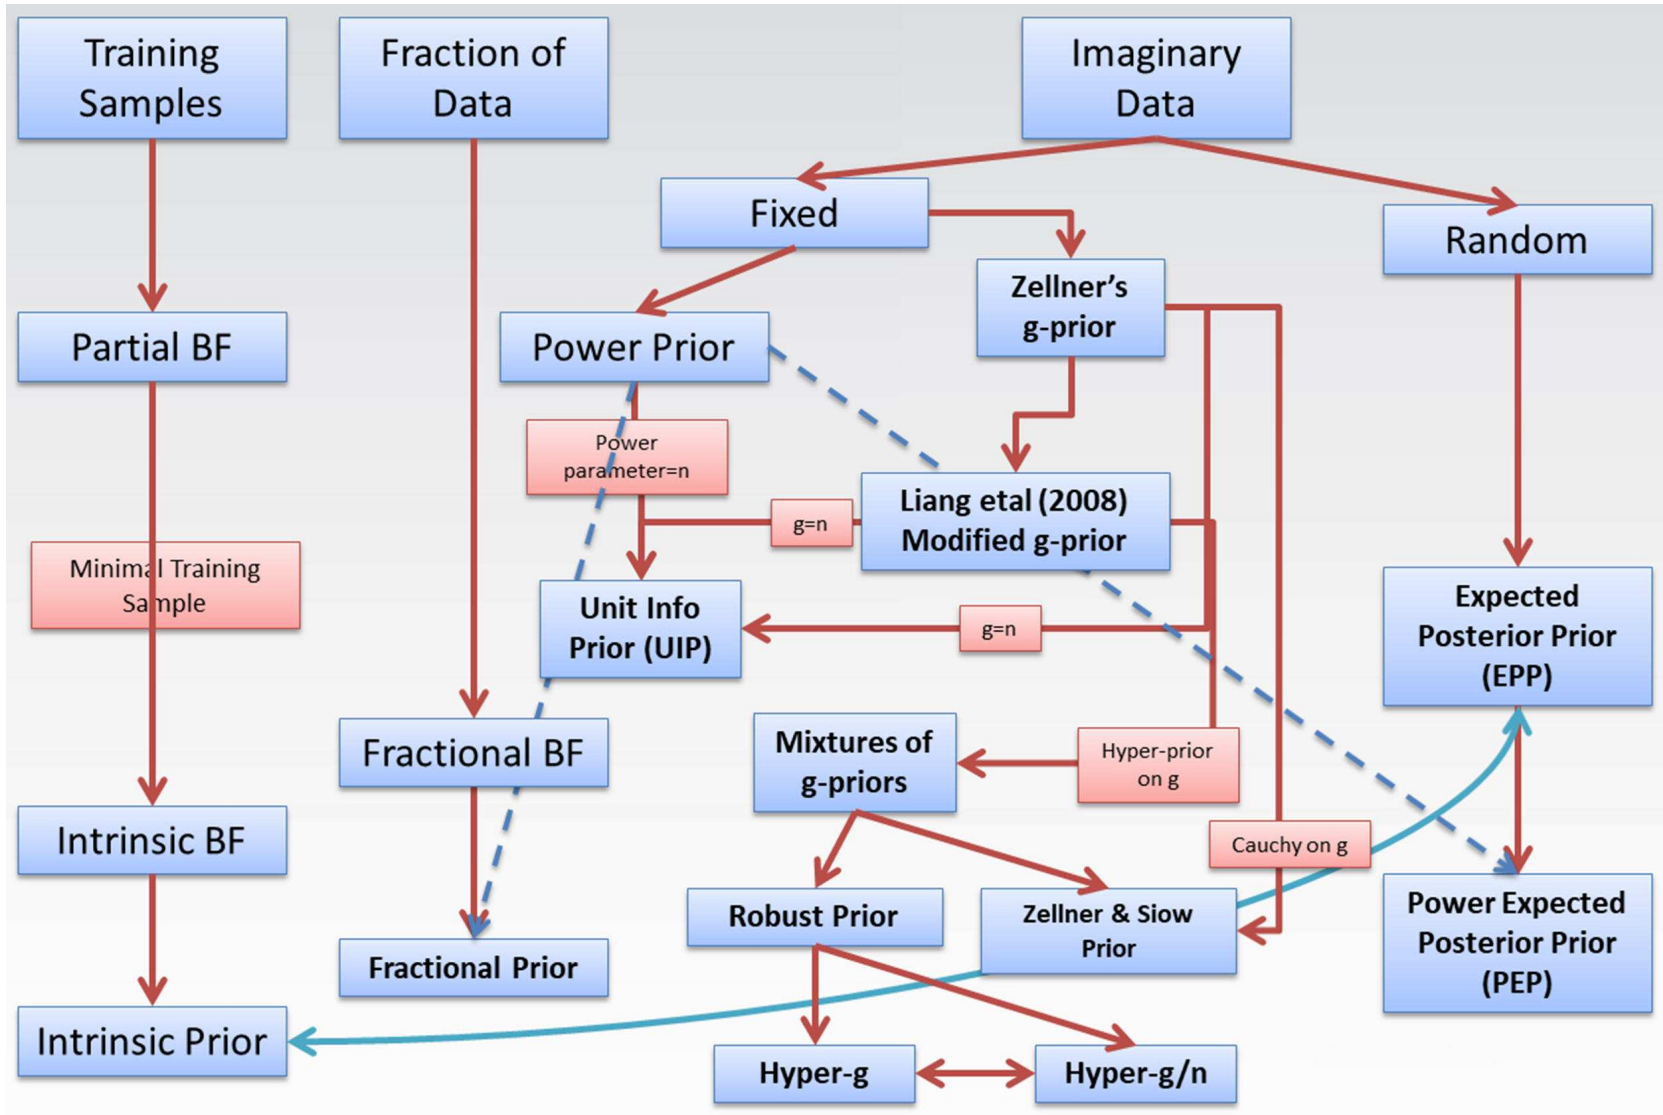 Training
Samples
Fraction of
Data
Imaginary
Data
Fixed
Random
Zellner's
g-prior
Partial BF
Power Prior
Power
parameter=n
Liang etal (2008)
Modified g-prior
g=n
Minimal Training
Sample
Unit Info
Prior (UIP)
g=n
Expected
Posterior Prior
(EPP)
Fractional BF
Mixtures of
g-priors
Hyper-prior
on g
Intrinsic BF
Cauchy on g
Robust Prior
Zellner & Siow
Prior
Power Expected
Posterior Prior
(PEP)
Fractional Prior
Intrinsic Prior
Hyper-g
Hyper-g/n